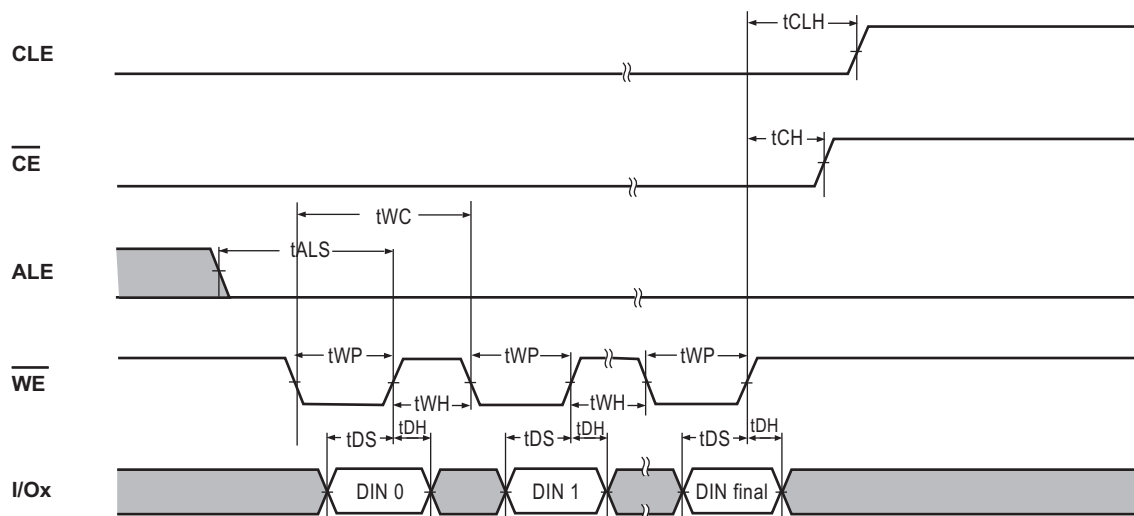 CLE
tCLH
CE
tCH
tWC
ALE
tALS
WE
tWP
tWP
tWP
tWH
tWH
tDS
tDH
tDS
tDH
tDS
tDH
I/Ox
DIN 0
DIN 1
DIN final